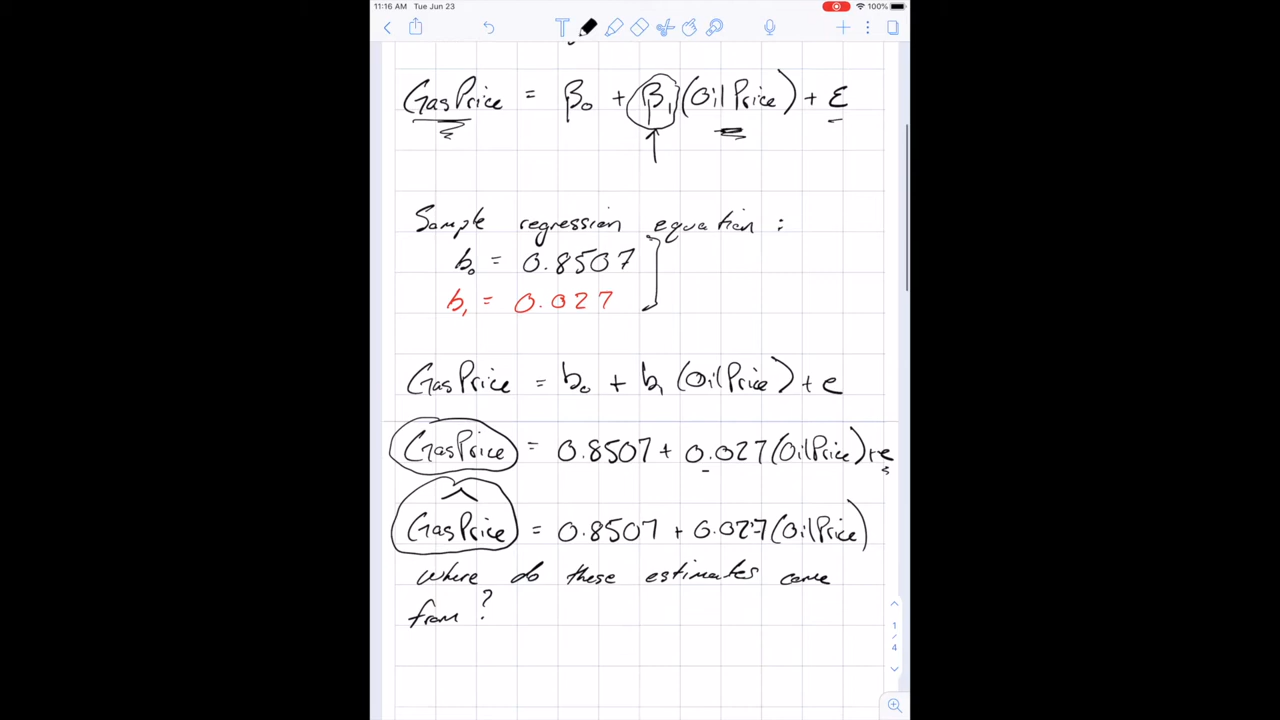 11:16 AM Tue Jun 23 100%
GasPrice = β₀ + β₁(OilPrice) + ε
Sample regression equation :
b₀ = 0.8507
b₁ = 0.027
GasPrice = b₀ + b₁ (OilPrice) + e
GasPrice = 0.8507 + 0.027(OilPrice) + e
^
GasPrice = 0.8507 + 0.027(OilPrice)
where do these estimates come
from ?
1
/
4